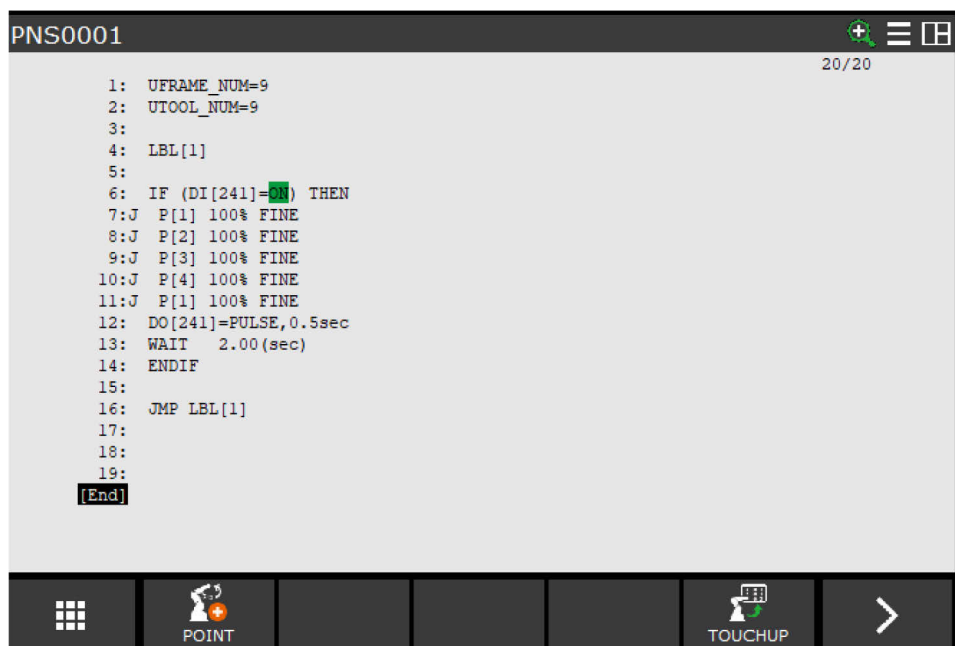 PNS0001
20/20
1: UFRAME_NUM=9
2: UTOOL_NUM=9
3:
4: LBL[1]
5:
6: IF (DI[241]=ON) THEN
7:J P[1] 100% FINE
8:J P[2] 100% FINE
9:J P[3] 100% FINE
10:J P[4] 100% FINE
11:J P[1] 100% FINE
12: DO[241]=PULSE,0.5sec
13: WAIT 2.00(sec)
14: ENDIF
15:
16: JMP LBL[1]
17:
18:
19:
[End]
POINT
TOUCHUP